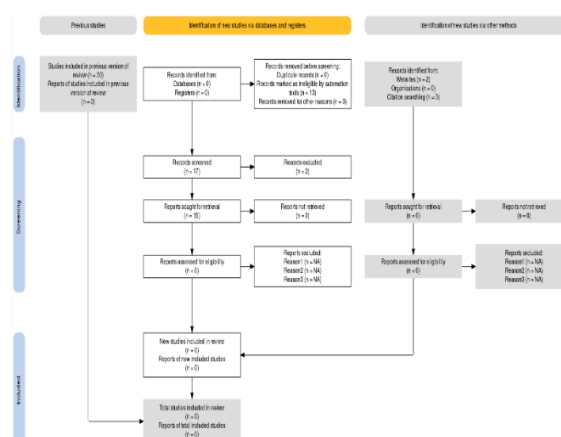 Previous studies
Identification of new studies via databases and registers
Identification of new studies via other methods
Identification
Studies included in previous version of
review (n = 30)
Reports of studies included in previous
version of review
(n = 0)
Records identified from:
Databases (n = 0)
Registers (n = 0)
Records removed before screening:
Duplicate records (n = 0)
Records marked as ineligible by automation
tools (n = 13)
Records removed for other reasons (n = 0)
Records identified from:
Websites (n = 2)
Organisations (n = 0)
Citation searching (n = 0)
Screening
Records screened
(n = 17)
Records excluded
(n = 2)
Reports sought for retrieval
(n = 15)
Reports not retrieved
(n = 0)
Reports sought for retrieval
(n = 0)
Reports not retrieved
(n = 0)
Reports assessed for eligibility
(n = 0)
Reports excluded:
Reason1 (n = NA)
Reason2 (n = NA)
Reason3 (n = NA)
Reports assessed for eligibility
(n = 0)
Reports excluded:
Reason1 (n = NA)
Reason2 (n = NA)
Reason3 (n = NA)
Included
New studies included in review
(n = 0)
Reports of new included studies
(n = 0)
Total studies included in review
(n = 0)
Reports of total included studies
(n = 0)